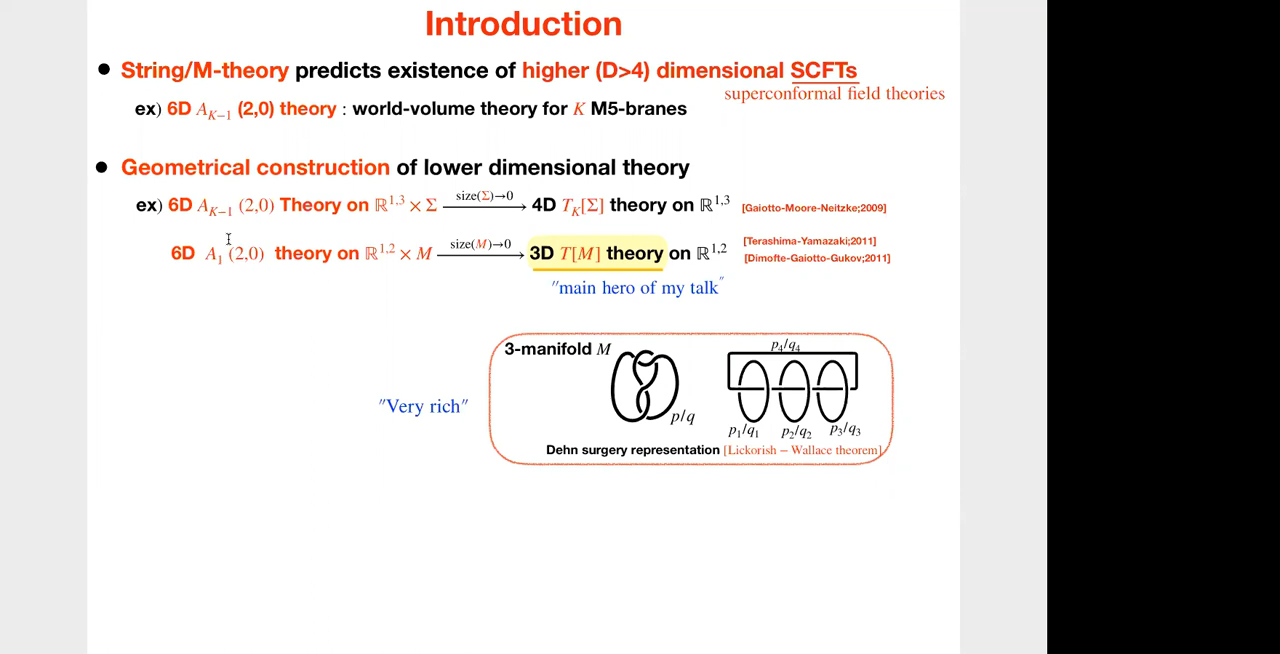 Introduction
● String/M-theory predicts existence of higher (D>4) dimensional SCFTs
superconformal field theories
ex) 6D A_{K−1} (2,0) theory : world-volume theory for K M5-branes
● Geometrical construction of lower dimensional theory
ex) 6D A_{K−1} (2,0) Theory on ℝ^{1,3} × Σ size(Σ)→0 4D T_K[Σ] theory on ℝ^{1,3} [Gaiotto-Moore-Neitzke;2009]
6D A_1 (2,0) theory on ℝ^{1,2} × M size(M)→0 3D T[M] theory on ℝ^{1,2} [Terashima-Yamazaki;2011]
[Dimofte-Gaiotto-Gukov;2011]
"main hero of my talk"
3-manifold M
p_4/q_4
"Very rich"
p/q
p_1/q_1 p_2/q_2 p_3/q_3
Dehn surgery representation [Lickorish − Wallace theorem]